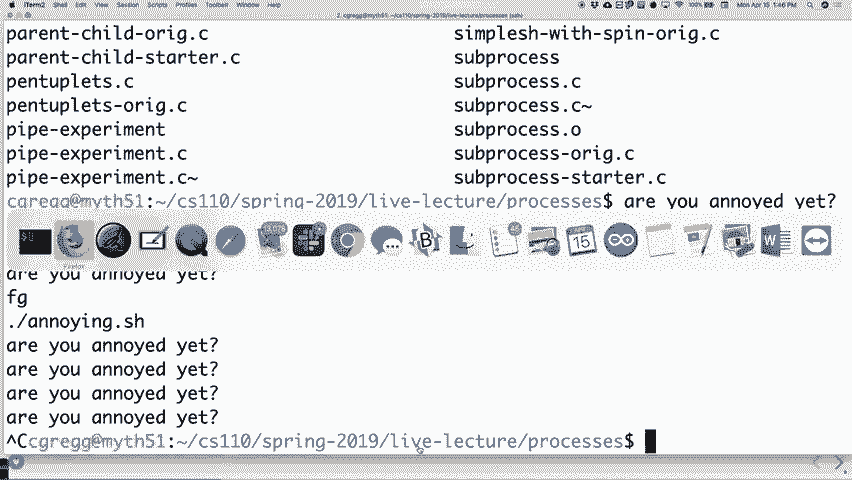 iTerm2 Shell Edit View Session Scripts Profiles Toolbelt Window Help 100% Mon Apr 15 1:46 PM
2. cgregg@myth51: ~/cs110/spring-2019/live-lecture/processes (ssh)
parent-child-orig.c simplesh-with-spin-orig.c
parent-child-starter.c subprocess
pentuplets.c subprocess.c
pentuplets-orig.c subprocess.c~
pipe-experiment subprocess.o
pipe-experiment.c subprocess-orig.c
pipe-experiment.c~ subprocess-starter.c
cgregg@myth51:~/cs110/spring-2019/live-lecture/processes$ are you annoyed yet?
Firefox
are you annoyed yet?
fg
./annoying.sh
are you annoyed yet?
are you annoyed yet?
are you annoyed yet?
are you annoyed yet?
^Ccgregg@myth51:~/cs110/spring-2019/live-lecture/processes$